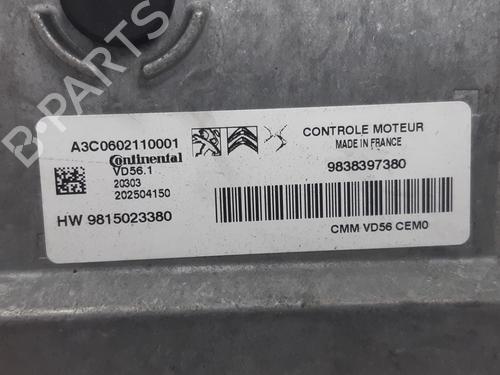 B-PARTS
A3C0602110001
Continental
VD56.1
20303
202504150
HW 9815023380
CONTROLE MOTEUR
MADE IN FRANCE
9838397380
CMM VD56 CEM0